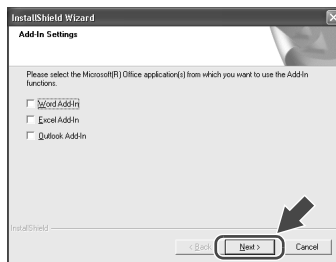 InstallShield Wizard
Add-In Settings
Please select the Microsoft(R) Office application(s) from which you want to use the Add-In
functions.
Word Add-In
Excel Add-In
Outlook Add-In
InstallShield
< Back Next > Cancel